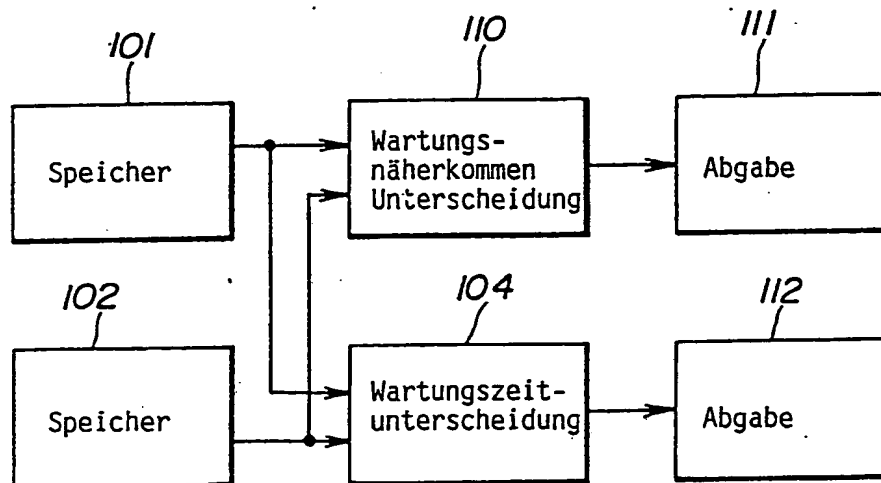 101
110
111
Speicher
Wartungs-
näherkommen
Unterscheidung
Abgabe
102
104
112
Speicher
Wartungszeit-
unterscheidung
Abgabe